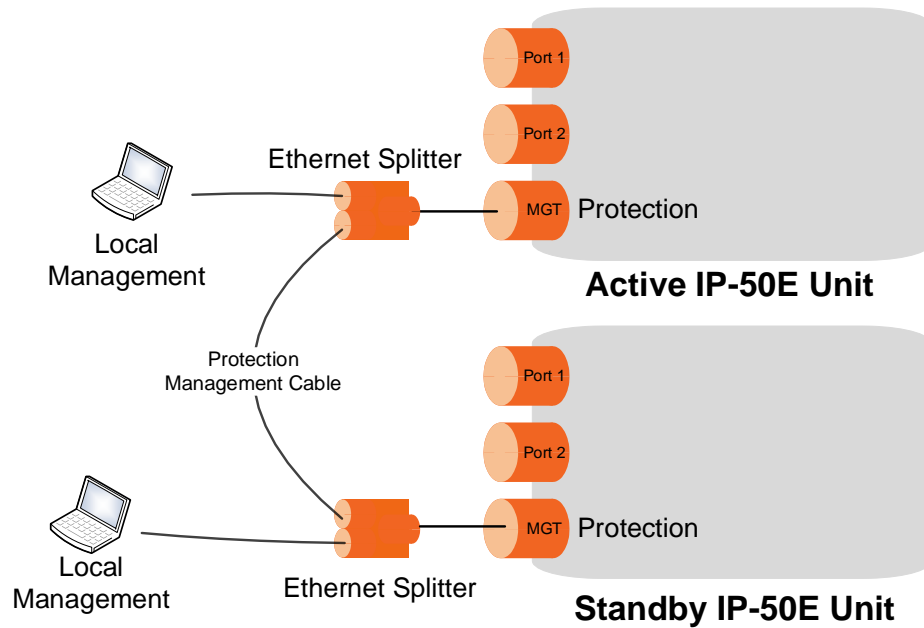 Port 1
Port 2
Ethernet Splitter
MGT
Protection
Local
Management
Active IP-50E Unit
Protection
Management Cable
Port 1
Port 2
MGT
Protection
Local
Management
Ethernet Splitter
Standby IP-50E Unit